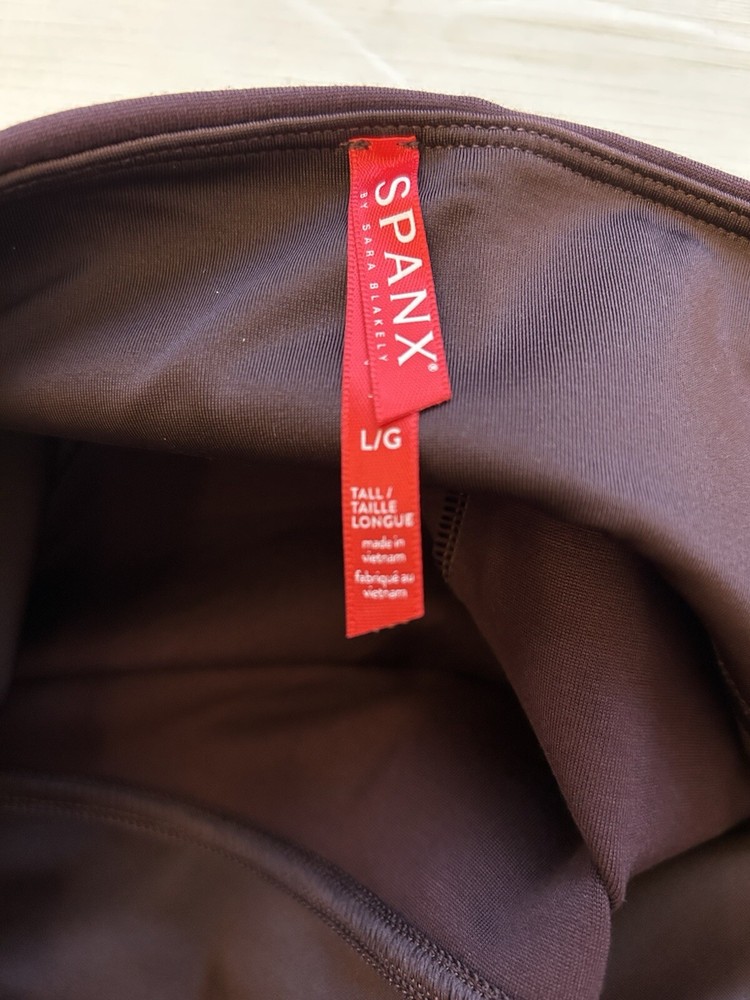 SPANX®
BY SARA BLAKELY
L/G
TALL /
TAILLE
LONGUE
made in
vietnam
fabriqué au
vietnam